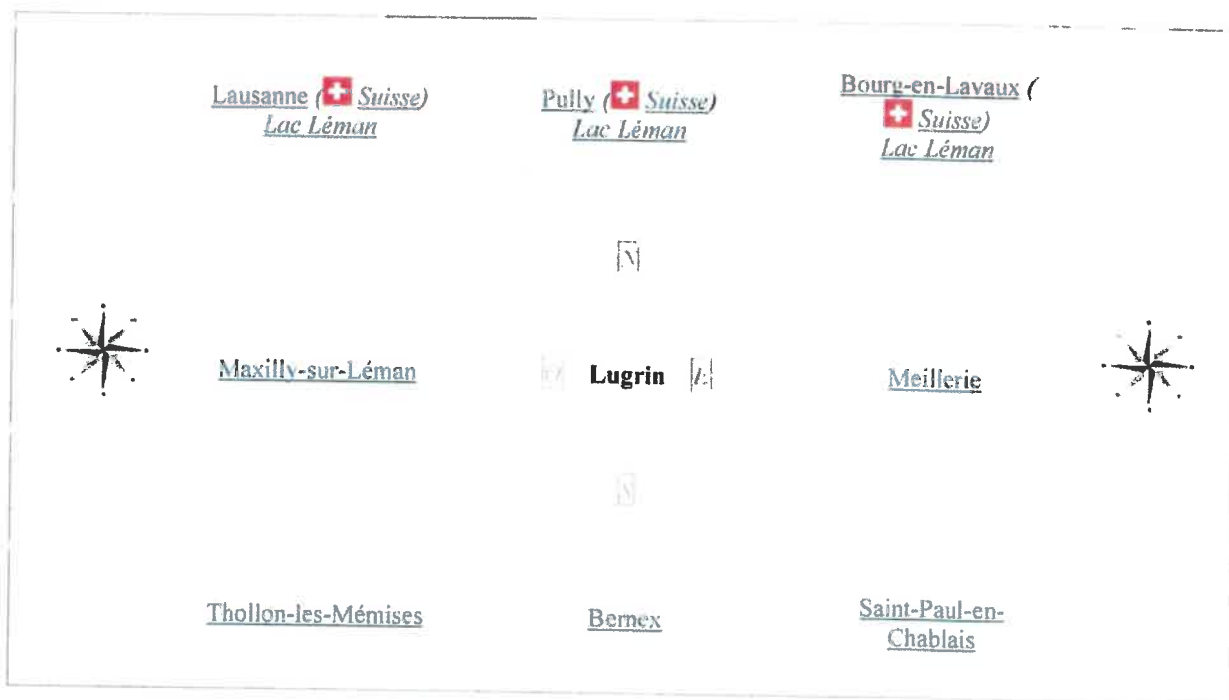 Lausanne ( Suisse)
Lac Léman
Pully ( Suisse)
Lac Léman
Bourg-en-Lavaux (
Suisse)
Lac Léman
N
Maxilly-sur-Léman
Lugrin
Meillerie
S
Thollon-les-Mémises
Bernex
Saint-Paul-en-
Chablais